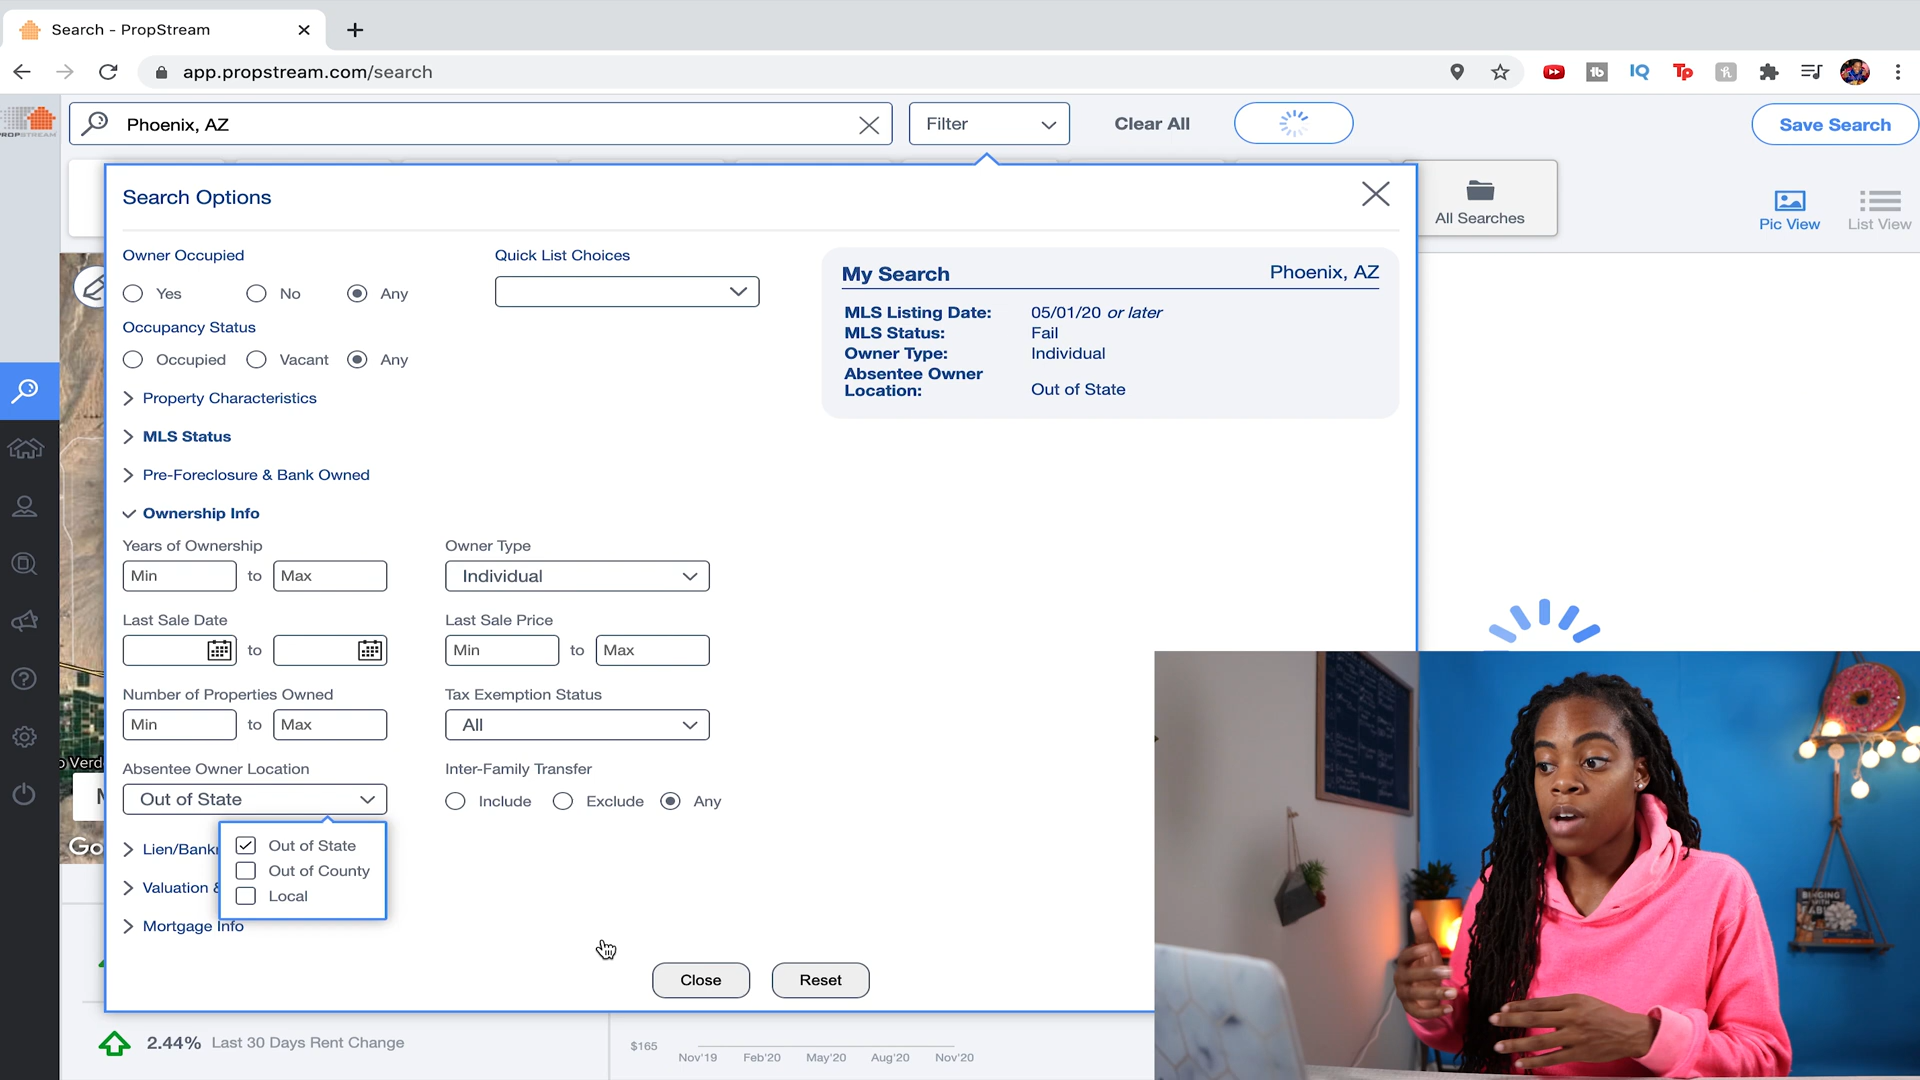 Search - PropStream
app.propstream.com/search
IQ
Tp
PROPSTREAM
Phoenix, AZ
Filter
Clear All
Save Search
Search Options
All Searches
Pic View
List View
Owner Occupied
Quick List Choices
Yes No Any
Occupancy Status
Occupied Vacant Any
My Search Phoenix, AZ
MLS Listing Date: 05/01/20 or later
MLS Status: Fail
Owner Type: Individual
Absentee Owner
Location: Out of State
Property Characteristics
MLS Status
Pre-Foreclosure & Bank Owned
Ownership Info
Years of Ownership Owner Type
Min to Max Individual
Last Sale Date Last Sale Price
to Min to Max
Number of Properties Owned Tax Exemption Status
Min to Max All
Absentee Owner Location Inter-Family Transfer
Out of State Include Exclude Any
Out of State
Out of County
Local
Lien/Bankr
Valuation &
Mortgage Info
Close Reset
2.44% Last 30 Days Rent Change
$165
Nov'19 Feb'20 May'20 Aug'20 Nov'20